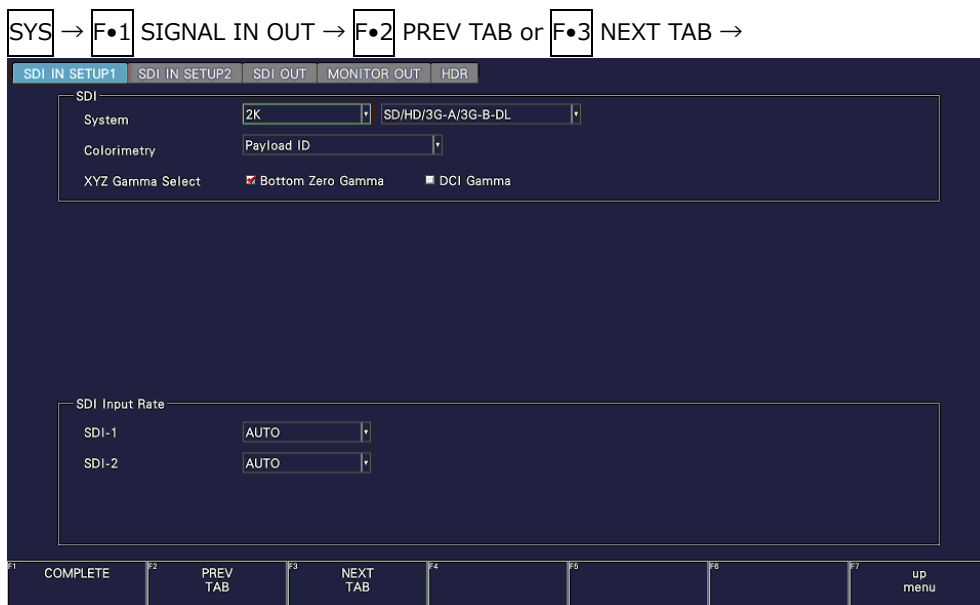 SYS → F•1 SIGNAL IN OUT → F•2 PREV TAB or F•3 NEXT TAB →
SDI IN SETUP1 SDI IN SETUP2 SDI OUT MONITOR OUT HDR
SDI
System 2K SD/HD/3G-A/3G-B-DL
Colorimetry Payload ID
XYZ Gamma Select Bottom Zero Gamma DCI Gamma
SDI Input Rate
SDI-1 AUTO
SDI-2 AUTO
F1 COMPLETE F2 PREV F3 NEXT F4 F5 F6 F7 up
TAB TAB menu